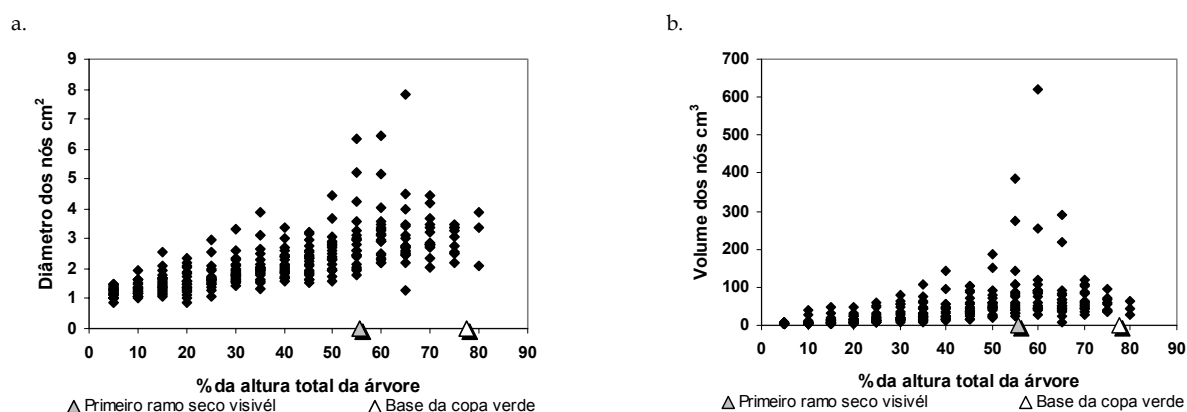 a.
Diâmetro dos nós cm²
9
8
7
6
5
4
3
2
1
0
0 10 20 30 40 50 60 70 80 90
% da altura total da árvore
Primeiro ramo seco visivél Base da copa verde
b.
Volume dos nós cm³
700
600
500
400
300
200
100
0
0 10 20 30 40 50 60 70 80 90
% da altura total da árvore
Primeiro ramo seco visivél Base da copa verde